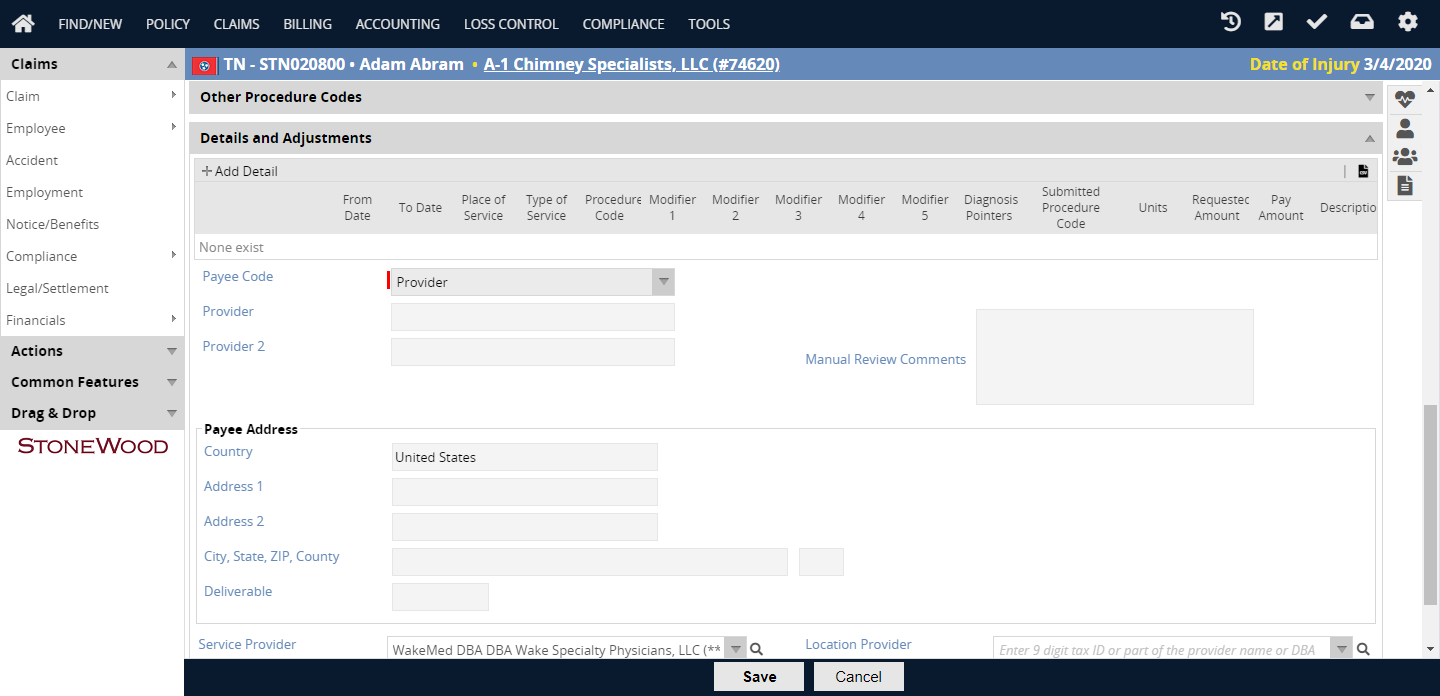 FIND/NEW POLICY CLAIMS BILLING ACCOUNTING LOSS CONTROL COMPLIANCE TOOLS
Claims
Claim
Employee
Accident
Employment
Notice/Benefits
Compliance
Legal/Settlement
Financials
Actions
Common Features
Drag & Drop
STONEWOOD
TN - STN020800 • Adam Abram • A-1 Chimney Specialists, LLC (#74620) Date of Injury 3/4/2020
Other Procedure Codes
Details and Adjustments
Add Detail
From Date To Date Place of Service Type of Service Procedure Code Modifier 1 Modifier 2 Modifier 3 Modifier 4 Modifier 5 Diagnosis Pointers Submitted Procedure Code Units Requested Amount Pay Amount Descriptio
None exist
Payee Code Provider
Provider
Provider 2
Manual Review Comments
Payee Address
Country United States
Address 1
Address 2
City, State, ZIP, County
Deliverable
Service Provider WakeMed DBA DBA Wake Specialty Physicians, LLC (** Location Provider Enter 9 digit tax ID or part of the provider name or DBA
Save Cancel